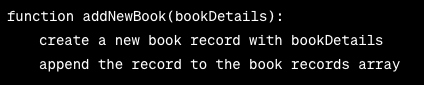 function addNewBook(bookDetails):
    create a new book record with bookDetails
    append the record to the book records array